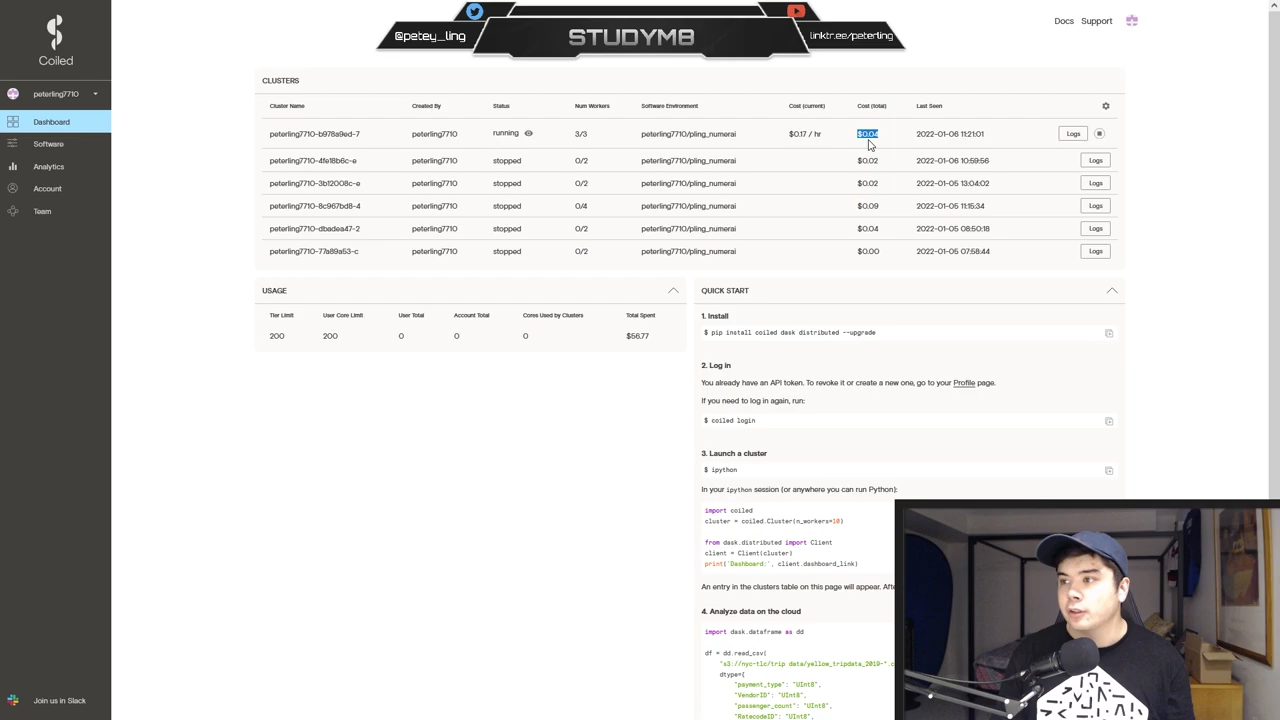 Coiled
peterling7710
Dashboard
Software
Analytics
Account
Team
Join us in Slack
@petey_ling
STUDYM8
linktr.ee/peterling
Docs Support
CLUSTERS
Cluster Name Created By Status Num Workers Software Environment Cost (current) Cost (total) Last Seen
peterling7710-b978a9ed-7 peterling7710 running 3/3 peterling7710/pling_numerai $0.17 / hr $0.04 2022-01-06 11:21:01 Logs
peterling7710-4fe18b6c-e peterling7710 stopped 0/2 peterling7710/pling_numerai $0.02 2022-01-06 10:59:56 Logs
peterling7710-3b12008c-e peterling7710 stopped 0/2 peterling7710/pling_numerai $0.02 2022-01-05 13:04:02 Logs
peterling7710-8c967bd8-4 peterling7710 stopped 0/4 peterling7710/pling_numerai $0.09 2022-01-05 11:15:34 Logs
peterling7710-dbadea47-2 peterling7710 stopped 0/2 peterling7710/pling_numerai $0.04 2022-01-05 08:50:18 Logs
peterling7710-77a89a53-c peterling7710 stopped 0/2 peterling7710/pling_numerai $0.00 2022-01-05 07:58:44 Logs
USAGE
Tier Limit User Core Limit User Total Account Total Cores Used by Clusters Total Spent
200 200 0 0 0 $56.77
QUICK START
1. Install
$ pip install coiled dask distributed --upgrade
2. Log in
You already have an API token. To revoke it or create a new one, go to your Profile page.
If you need to log in again, run:
$ coiled login
3. Launch a cluster
$ ipython
In your ipython session (or anywhere you can run Python):
import coiled
cluster = coiled.Cluster(n_workers=10)
from dask.distributed import Client
client = Client(cluster)
print('Dashboard:', client.dashboard_link)
An entry in the clusters table on this page will appear.
4. Analyze data on the cloud
import dask.dataframe as dd
df = dd.read_csv(
"s3://nyc-tlc/trip data/yellow_tripdata_2019-*.c
dtype={
"payment_type": "UInt8",
"VendorID": "UInt8",
"passenger_count": "UInt8",
"RatecodeID": "UInt8",